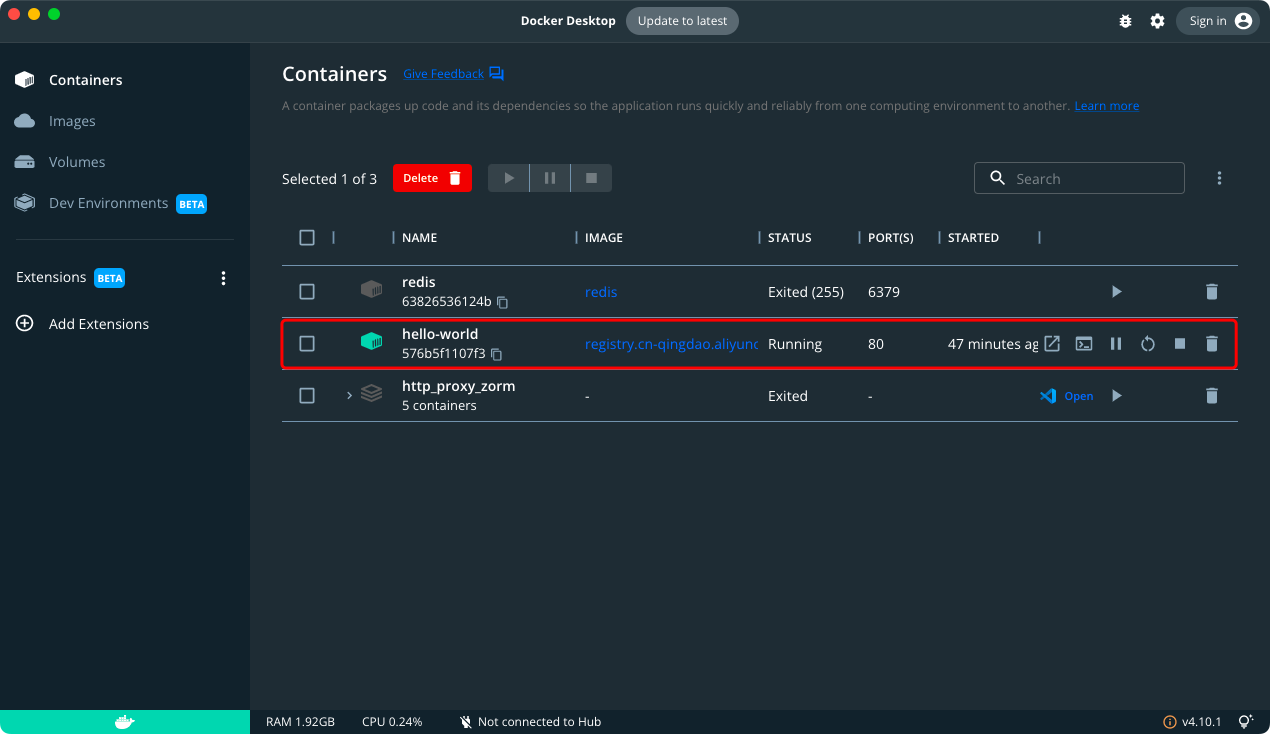 Docker Desktop Update to latest Sign in
Containers
Images
Volumes
Dev Environments BETA
Extensions BETA
Add Extensions
Containers Give Feedback
A container packages up code and its dependencies so the application runs quickly and reliably from one computing environment to another. Learn more
Selected 1 of 3 Delete Search
NAME IMAGE STATUS PORT(S) STARTED
redis
63826536124b redis Exited (255) 6379
hello-world
576b5f1107f3 registry.cn-qingdao.aliyunc Running 80 47 minutes ag
http_proxy_zorm
5 containers - Exited - Open
RAM 1.92GB CPU 0.24% Not connected to Hub v4.10.1